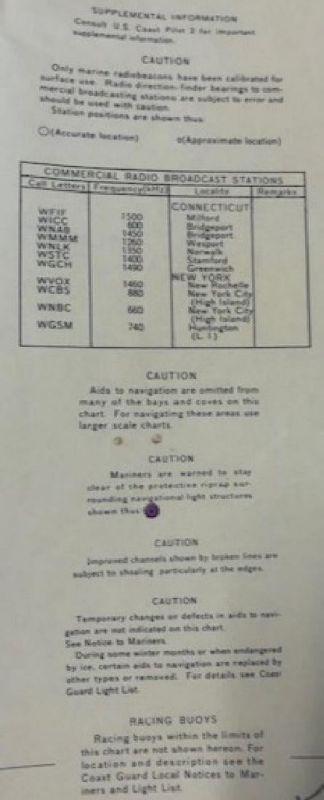 SUPPLEMENTAL INFORMATION
Consult U.S. Coast Pilot 2 for important
supplemental information.
CAUTION
Only marine radiobeacons have been calibrated for
surface use. Radio direction-finder bearings to com-
mercial broadcasting stations are subject to error and
should be used with caution.
Station positions are shown thus:
(Accurate location) o(Approximate location)
COMMERCIAL RADIO BROADCAST STATIONS
Call Letters Frequency(kHz) Locality Remarks
CONNECTICUT
WFIF 1500 Milford
WICC 600 Bridgeport
WNAB 1450 Bridgeport
WMMM 1260 Wesport
WNLK 1350 Norwalk
WSTC 1400 Stamford
WGCH 1490 Greenwich
NEW YORK
WVOX 1460 New Rochelle
WCBS 880 New York City
(High Island)
WNBC 660 New York City
(High Island)
WGSM 740 Huntington
(L. I.)
CAUTION
Aids to navigation are omitted from
many of the bays and coves on this
chart. For navigating these areas use
larger scale charts.
CAUTION
Mariners are warned to stay
clear of the protective riprap sur-
rounding navigational light structures
shown thus
CAUTION
Improved channels shown by broken lines are
subject to shoaling particularly at the edges.
CAUTION
Temporary changes or defects in aids to navi-
gation are not indicated on this chart.
See Notice to Mariners.
During some winter months or when endangered
by ice, certain aids to navigation are replaced by
other types or removed. For details see Coast
Guard Light List.
RACING BUOYS
Racing buoys within the limits of
this chart are not shown hereon. For
location and description see the
Coast Guard Local Notices to Mar-
iners and Light List.